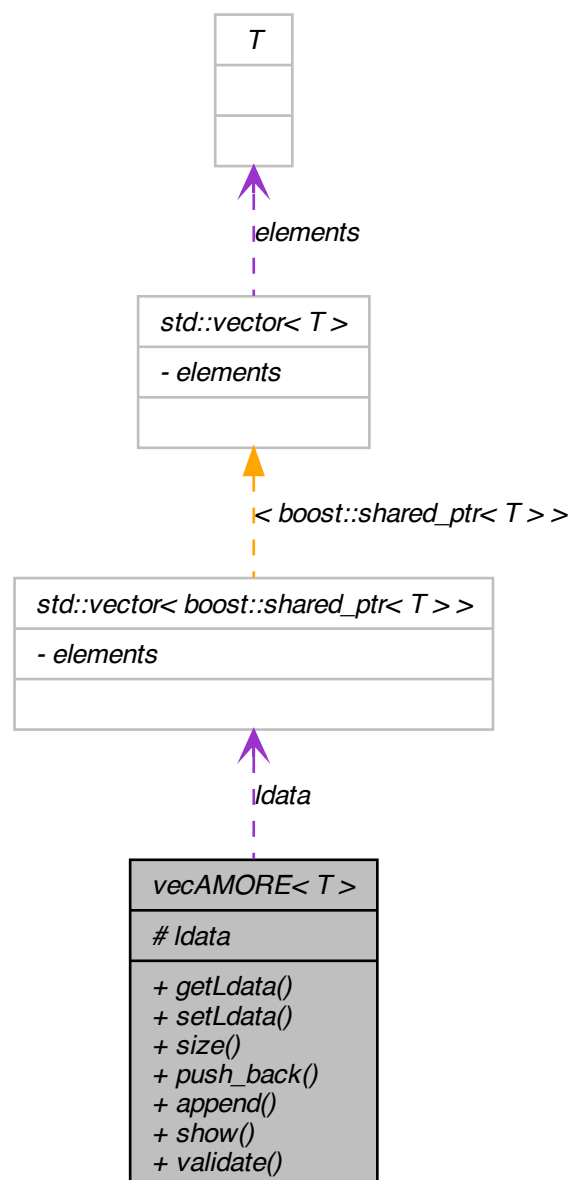 T
elements
std::vector< T >
- elements
< boost::shared_ptr< T > >
std::vector< boost::shared_ptr< T > >
- elements
ldata
vecAMORE< T >
# ldata
+ getLdata()
+ setLdata()
+ size()
+ push_back()
+ append()
+ show()
+ validate()